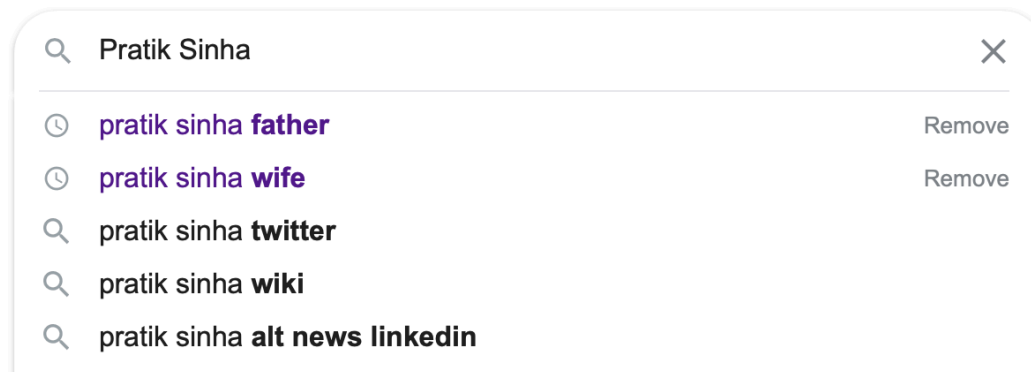 Pratik Sinha
pratik sinha father Remove
pratik sinha wife Remove
pratik sinha twitter
pratik sinha wiki
pratik sinha alt news linkedin